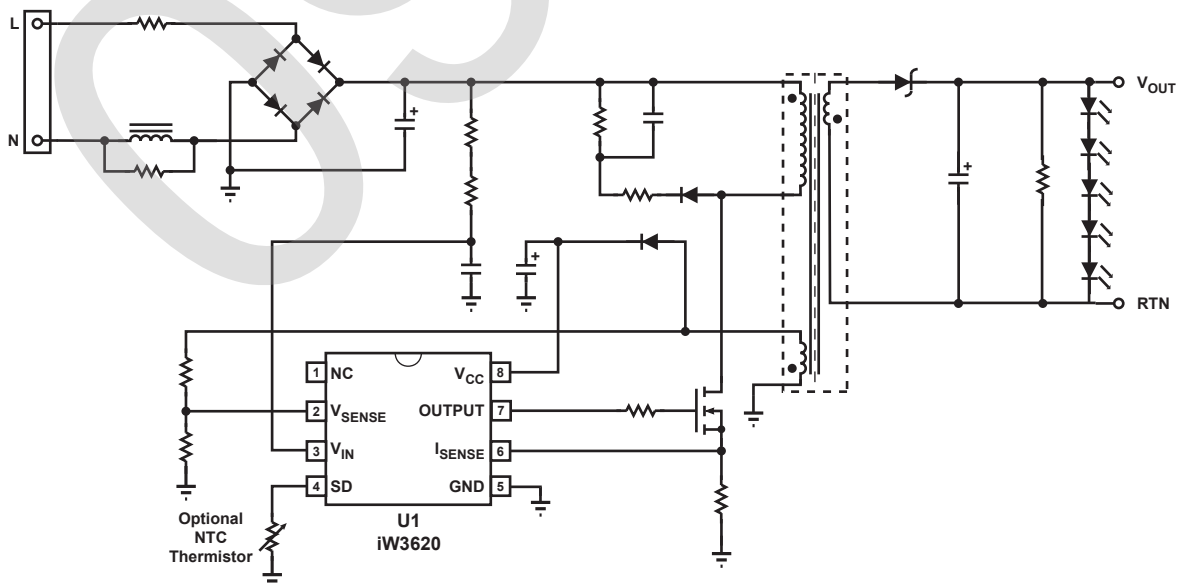 L
N
+
V_OUT
+
RTN
+
1 NC
2 V_SENSE
3 V_IN
4 SD
V_CC 8
OUTPUT 7
I_SENSE 6
GND 5
Optional
NTC
Thermistor
U1
iW3620